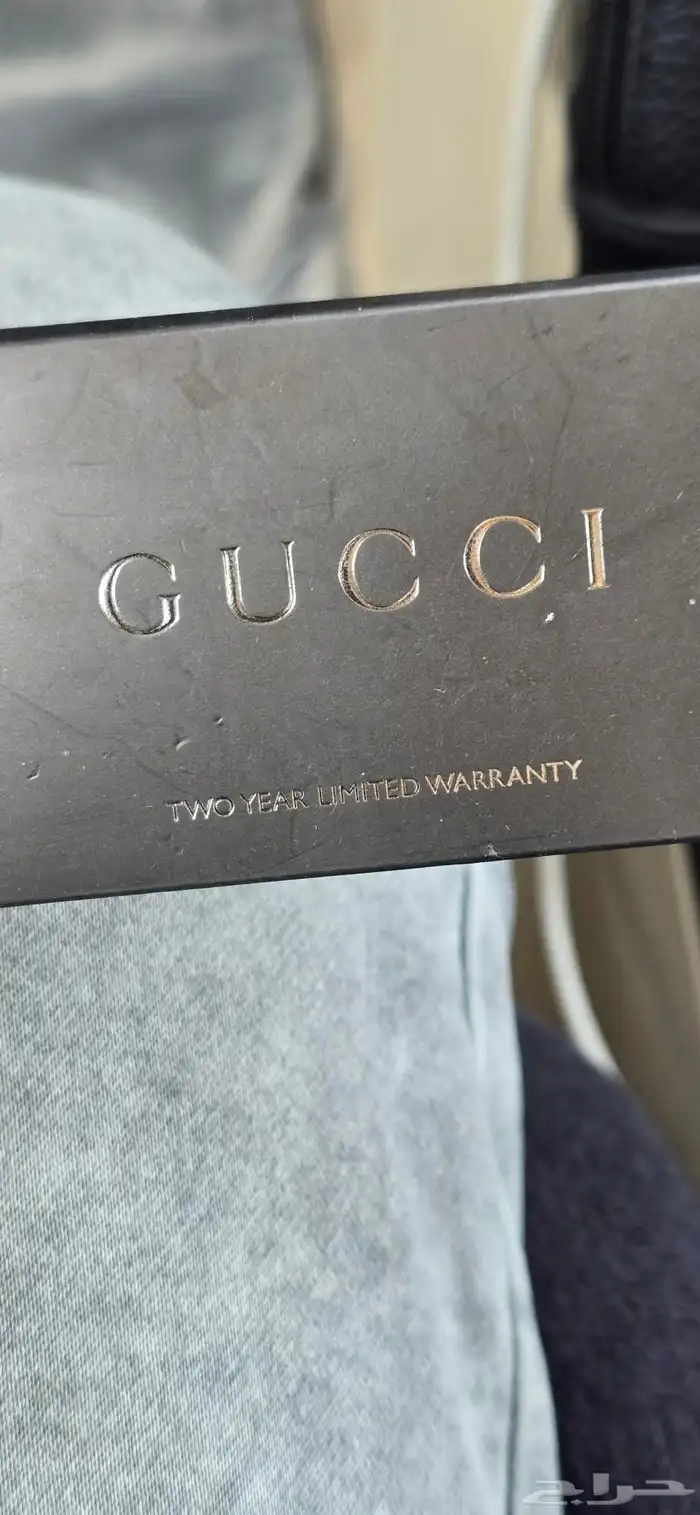 GUCCI
TWO YEAR LIMITED WARRANTY
حراج